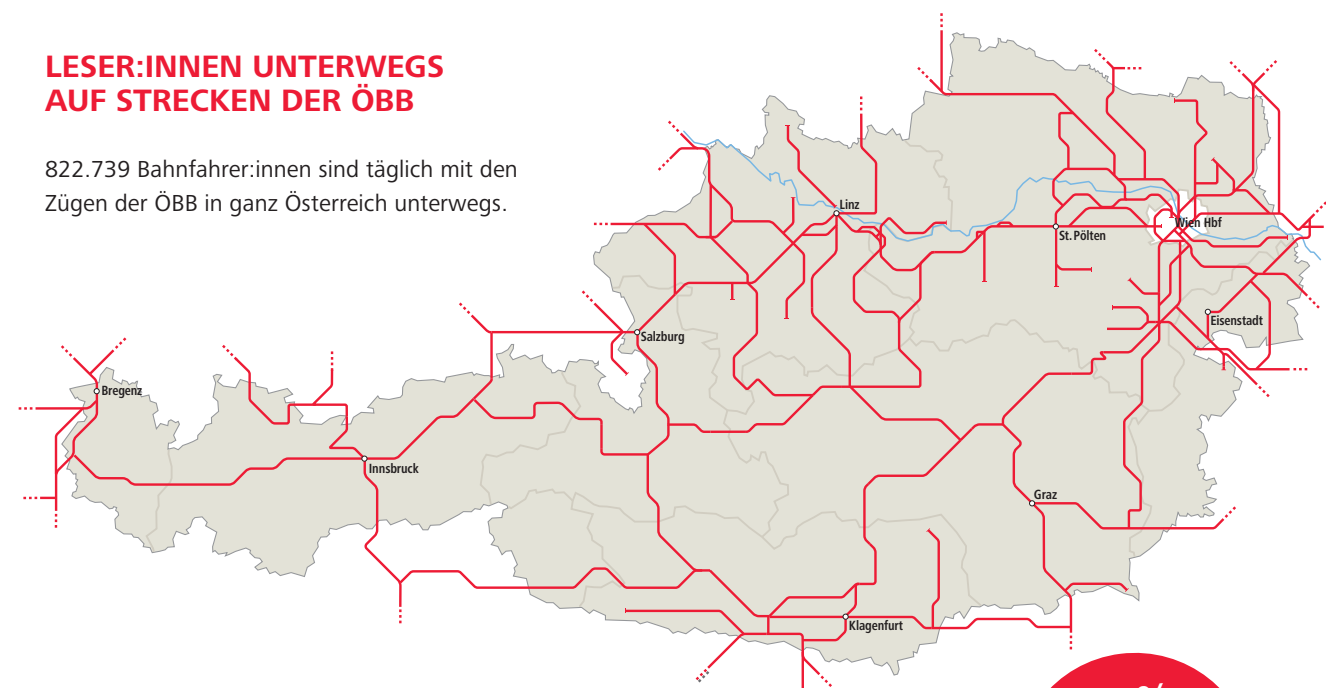 LESER:INNEN UNTERWEGS
AUF STRECKEN DER ÖBB
822.739 Bahnfahrer:innen sind täglich mit den
Zügen der ÖBB in ganz Österreich unterwegs.
Linz
St. Pölten
Wien Hbf
Eisenstadt
Salzburg
Bregenz
Innsbruck
Graz
Klagenfurt